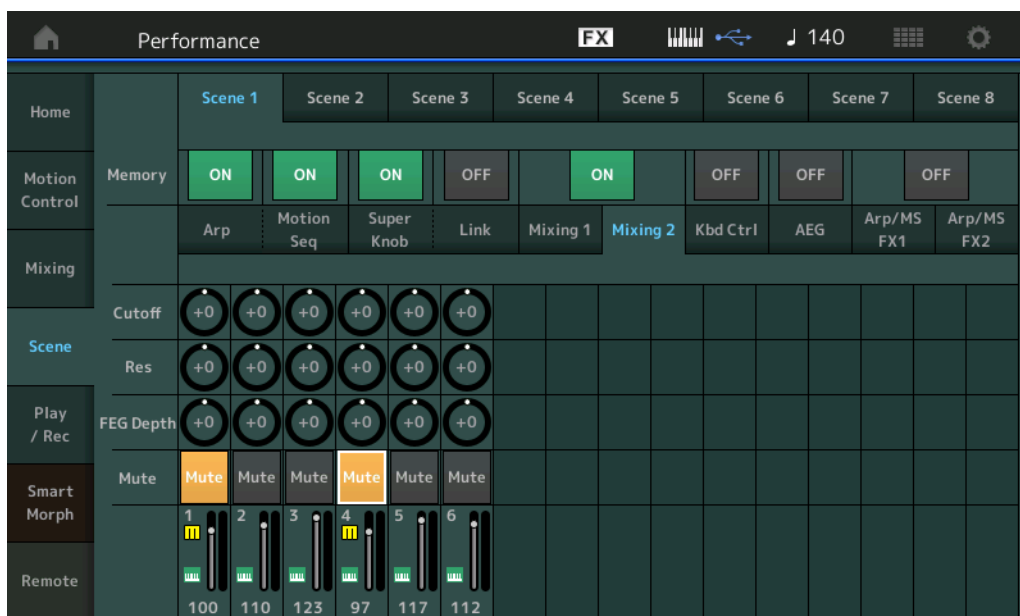 Performance FX 140
Scene 1 Scene 2 Scene 3 Scene 4 Scene 5 Scene 6 Scene 7 Scene 8
Home
Motion
Control
Mixing
Scene
Play
/ Rec
Smart
Morph
Remote
Memory ON ON ON OFF ON OFF OFF OFF
Arp Motion
Seq Super
Knob Link Mixing 1 Mixing 2 Kbd Ctrl AEG Arp/MS
FX1 Arp/MS
FX2
Cutoff +0 +0 +0 +0 +0 +0
Res +0 +0 +0 +0 +0 +0
FEG Depth +0 +0 +0 +0 +0 +0
Mute Mute Mute Mute Mute Mute Mute
1 2 3 4 5 6
100 110 123 97 117 112